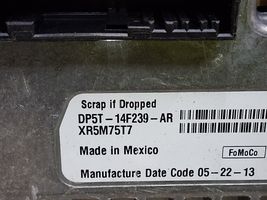 Scrap if Dropped
DP5T-14F239-AR
XR5M75T7
Made in Mexico
FoMoCo
Manufacture Date Code 05-22-13